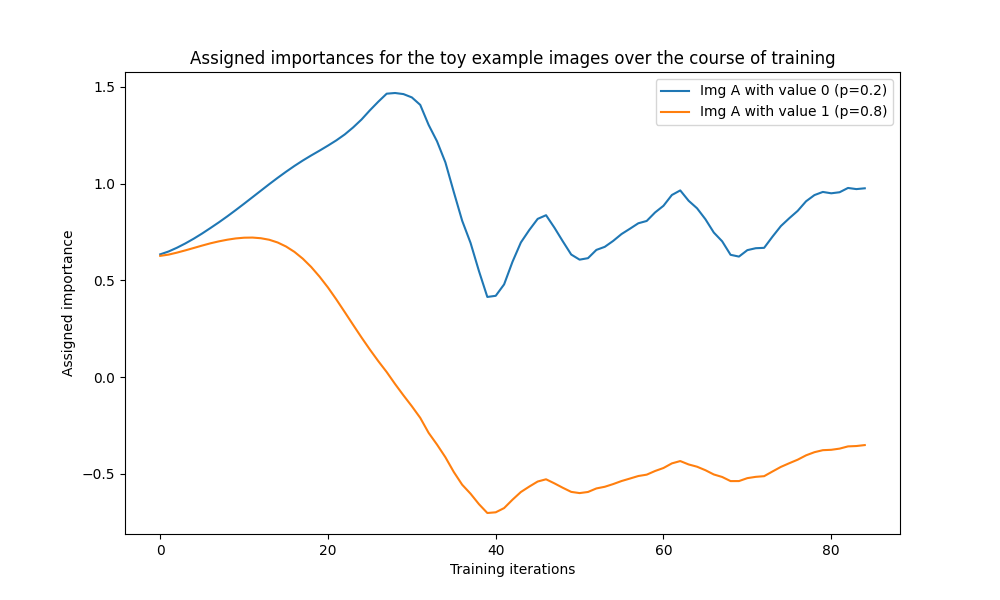 Assigned importances for the toy example images over the course of training
Img A with value 0 (p=0.2)
Img A with value 1 (p=0.8)
Assigned importance
1.5
1.0
0.5
0.0
−0.5
0 20 40 60 80
Training iterations